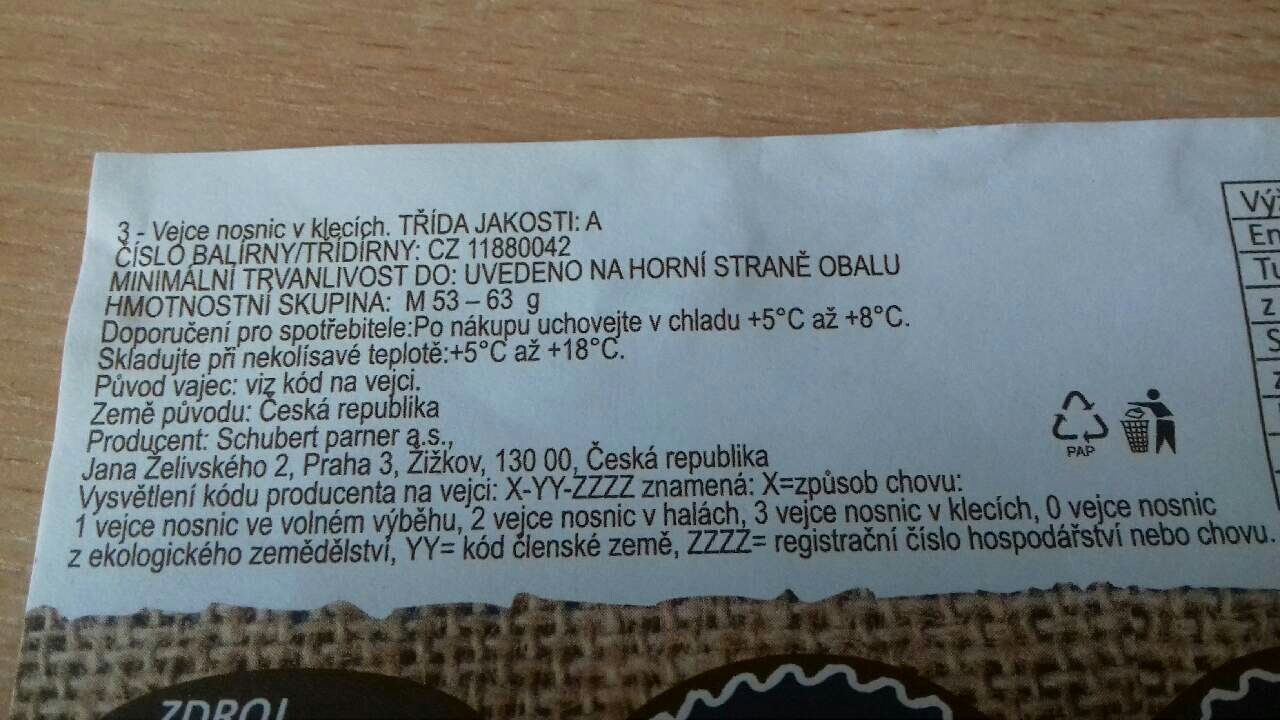 3 - Vejce nosnic v klecích. TŘÍDA JAKOSTI: A
ČÍSLO BALÍRNY/TŘÍDÍRNY: CZ 11880042
MINIMÁLNÍ TRVANLIVOST DO: UVEDENO NA HORNÍ STRANĚ OBALU
HMOTNOSTNÍ SKUPINA: M 53 – 63 g
Doporučení pro spotřebitele:Po nákupu uchovejte v chladu +5°C až +8°C.
Skladujte při nekolísavé teplotě:+5°C až +18°C.
Původ vajec: viz kód na vejci.
Země původu: Česká republika
Producent: Schubert parner a.s.,
Jana Želivského 2, Praha 3, Žižkov, 130 00, Česká republika
Vysvětlení kódu producenta na vejci: X-YY-ZZZZ znamená: X=způsob chovu:
1 vejce nosnic ve volném výběhu, 2 vejce nosnic v halách, 3 vejce nosnic v klecích, 0 vejce nosnic
z ekologického zemědělství, YY= kód členské země, ZZZZ= registrační číslo hospodářství nebo chovu.
PAP
ZDROJ